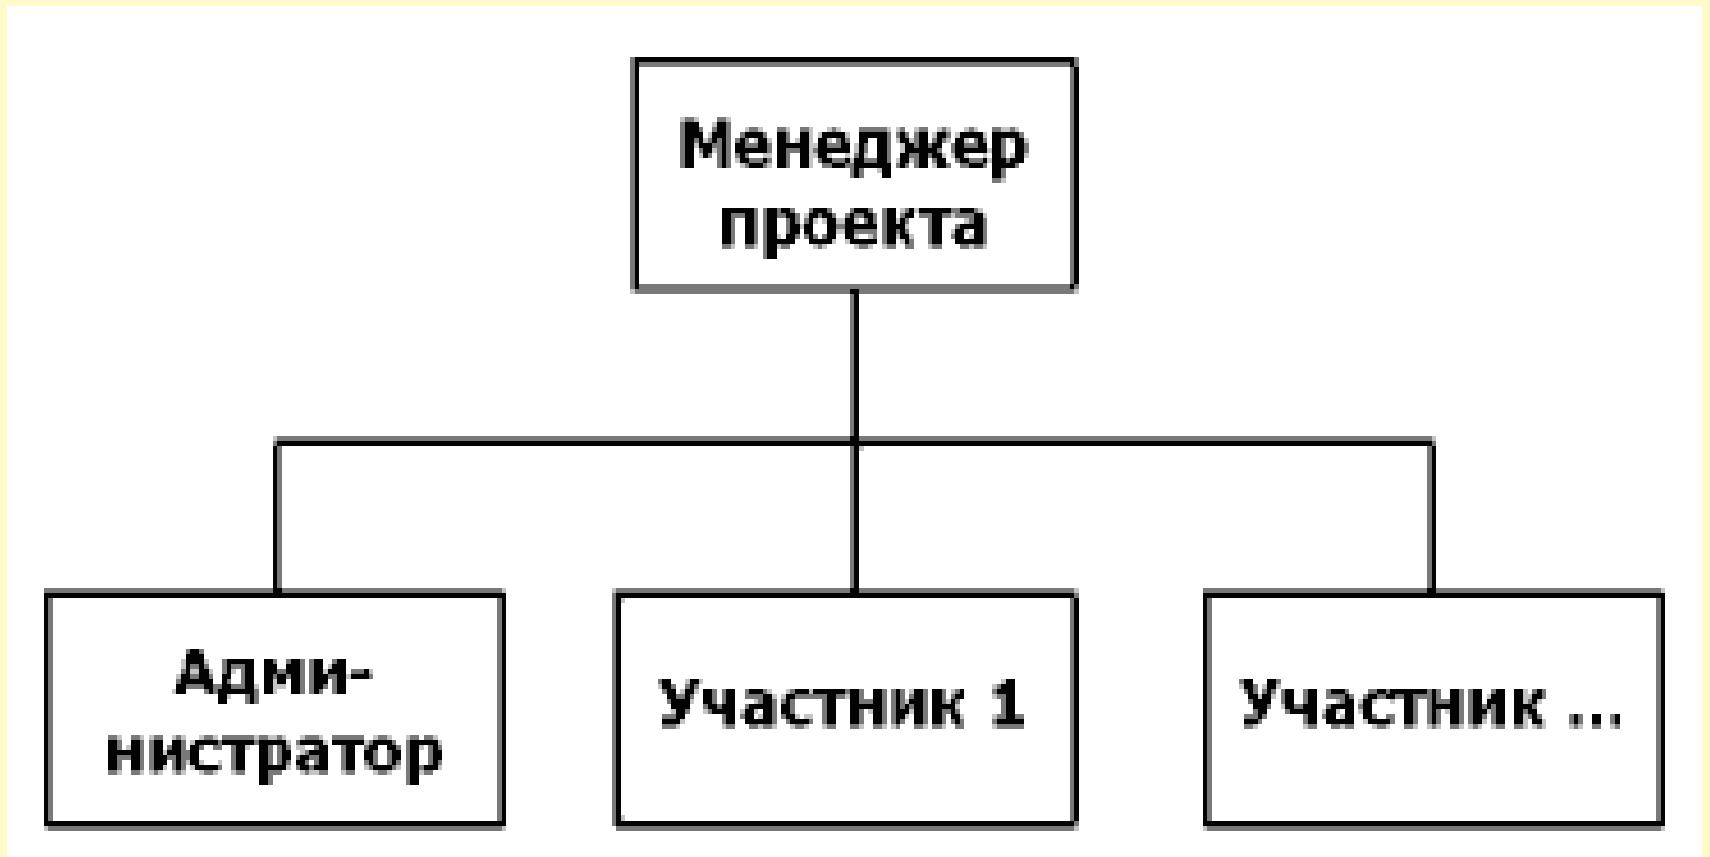 Менеджер
проекта
Адми-
нистратор
Участник 1
Участник ...